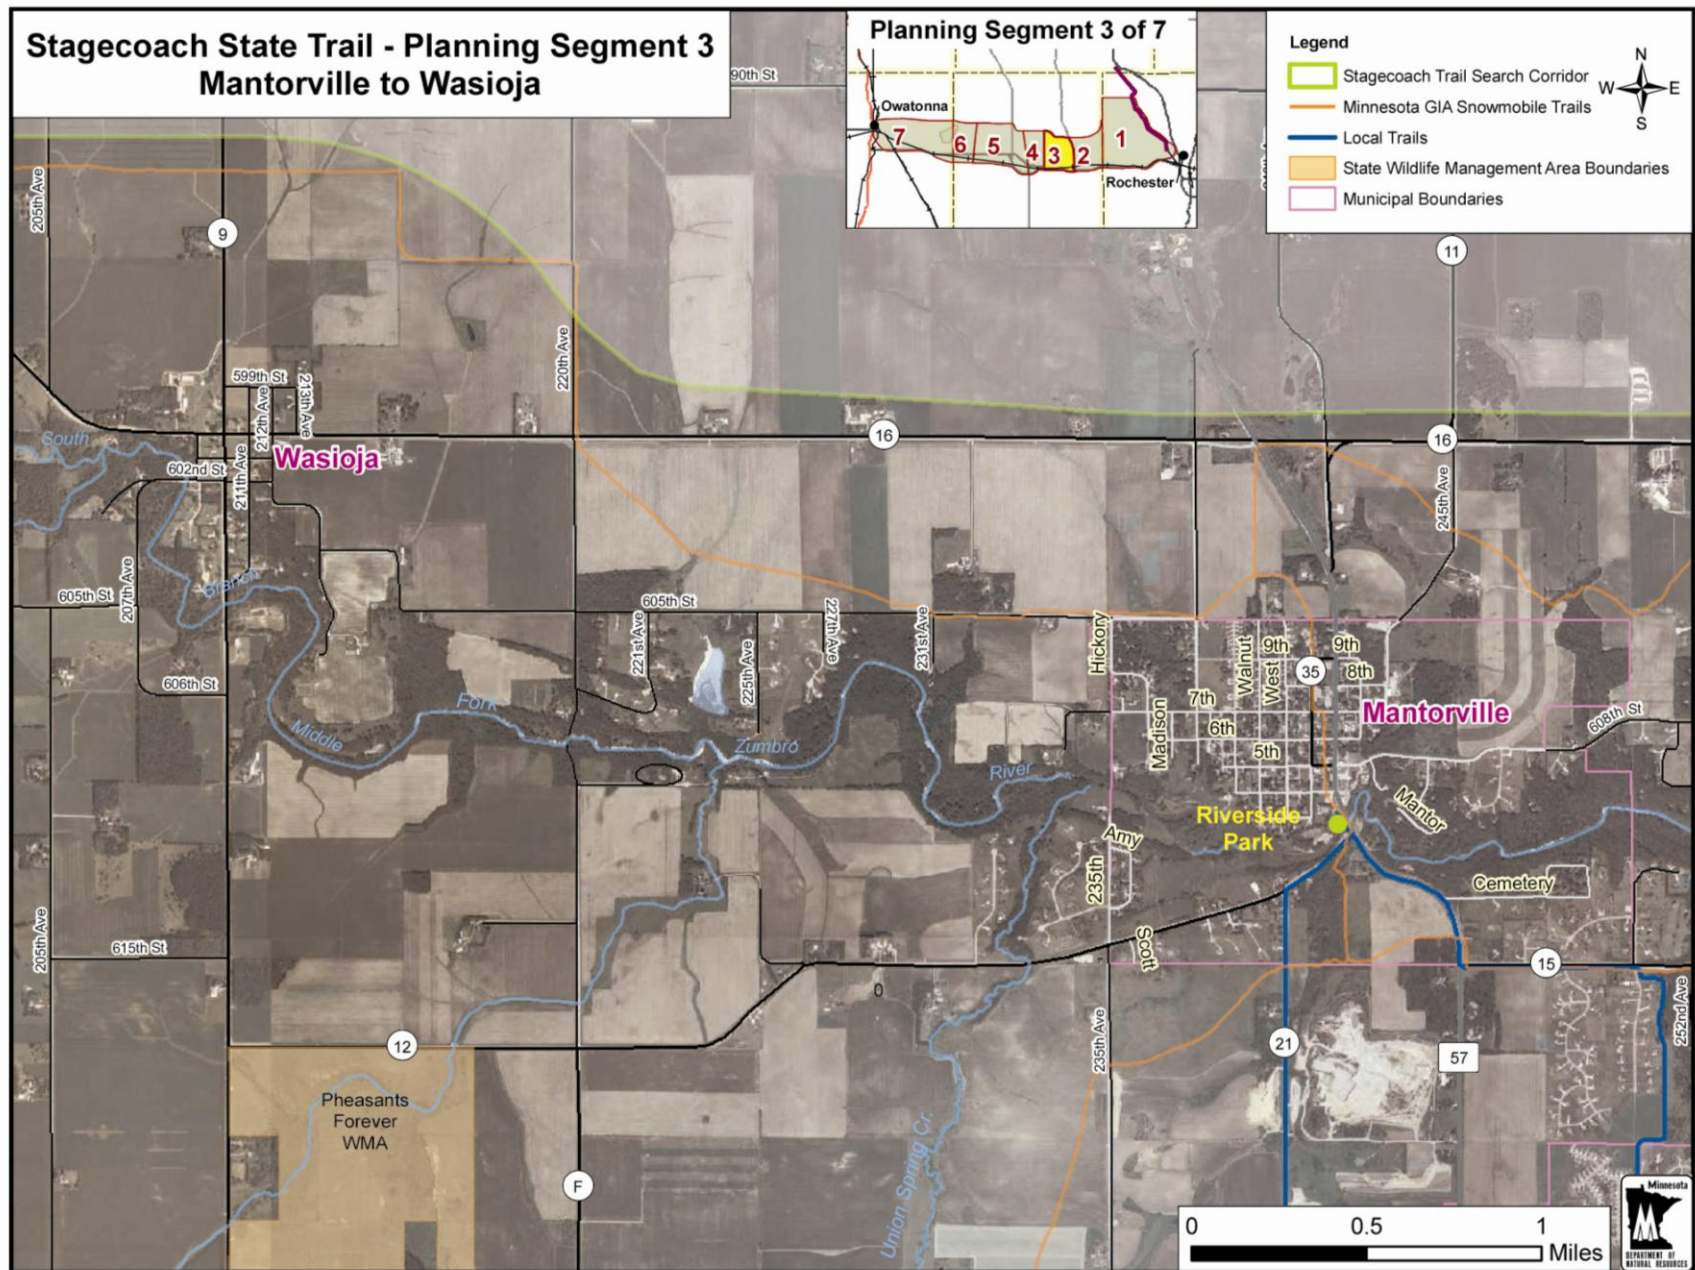 Stagecoach State Trail - Planning Segment 3
Mantorville to Wasioja
Planning Segment 3 of 7
Owatonna
7
6
5
4
3
2
1
Rochester
Legend
Stagecoach Trail Search Corridor
Minnesota GIA Snowmobile Trails
Local Trails
State Wildlife Management Area Boundaries
Municipal Boundaries
N
W
E
S
90th St
205th Ave
9
11
220th Ave
599th St
212th Ave
213th Ave
South
16
16
Wasioja
602nd St
211th Ave
245th Ave
Branch
605th St
207th Ave
605th St
221st Ave
225th Ave
227th Ave
231st Ave
Hickory
Walnut
West
9th
9th
35
8th
606th St
7th
Madison
6th
5th
Mantorville
608th St
Fork
Middle
Zumbro
River
Mantor
Riverside
Park
Amy
235th
Cemetery
Scott
205th Ave
615th St
15
0
252nd Ave
12
235th Ave
21
57
Pheasants
Forever
WMA
Union Spring Cr.
F
0
0.5
1
Miles
Minnesota
DEPARTMENT OF
NATURAL RESOURCES